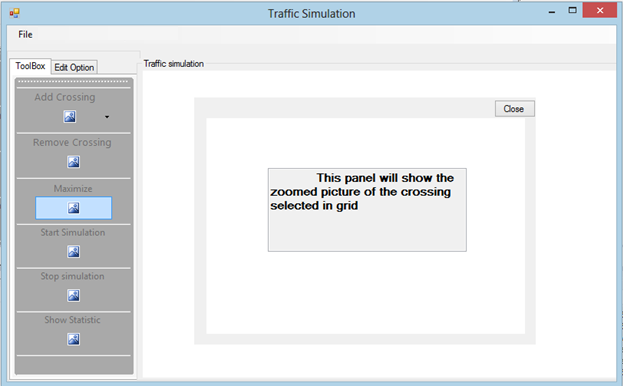 Traffic Simulation
File
ToolBox
Edit Option
Add Crossing
Remove Crossing
Maximize
Start Simulation
Stop simulation
Show Statistic
Traffic simulation
Close
This panel will show the
zoomed picture of the crossing
selected in grid